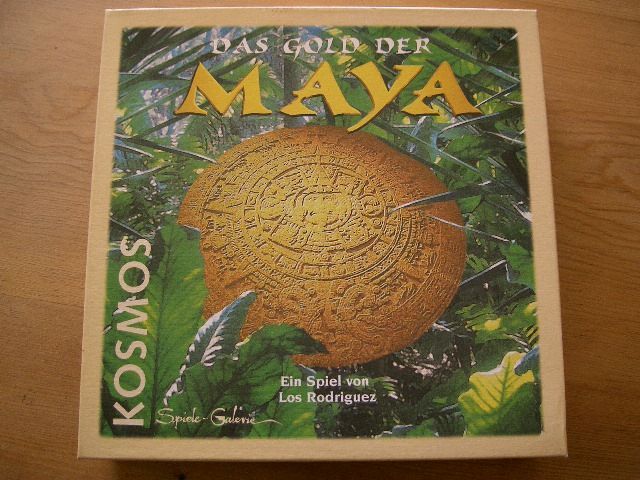 DAS GOLD DER
MAYA
KOSMOS
Ein Spiel von
Los Rodriguez
Spiele-Galerie